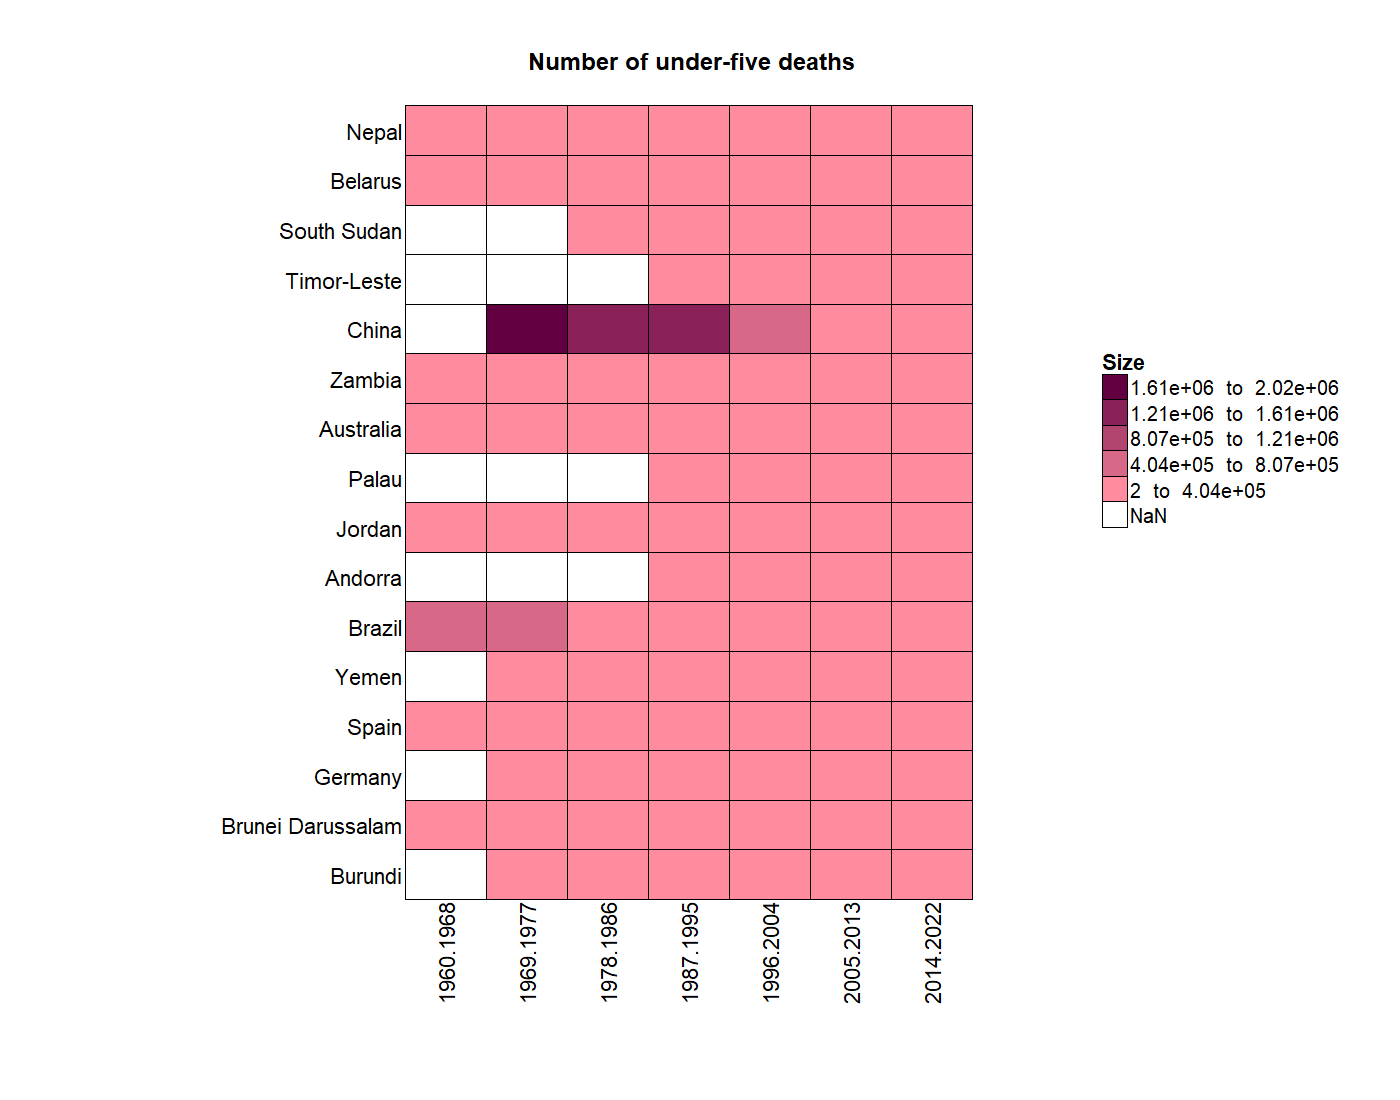 Number of under-five deaths
Nepal
Belarus
South Sudan
Timor-Leste
China
Zambia
Australia
Palau
Jordan
Andorra
Brazil
Yemen
Spain
Germany
Brunei Darussalam
Burundi
1960.1968
1969.1977
1978.1986
1987.1995
1996.2004
2005.2013
2014.2022
Size
1.61e+06 to 2.02e+06
1.21e+06 to 1.61e+06
8.07e+05 to 1.21e+06
4.04e+05 to 8.07e+05
2 to 4.04e+05
NaN